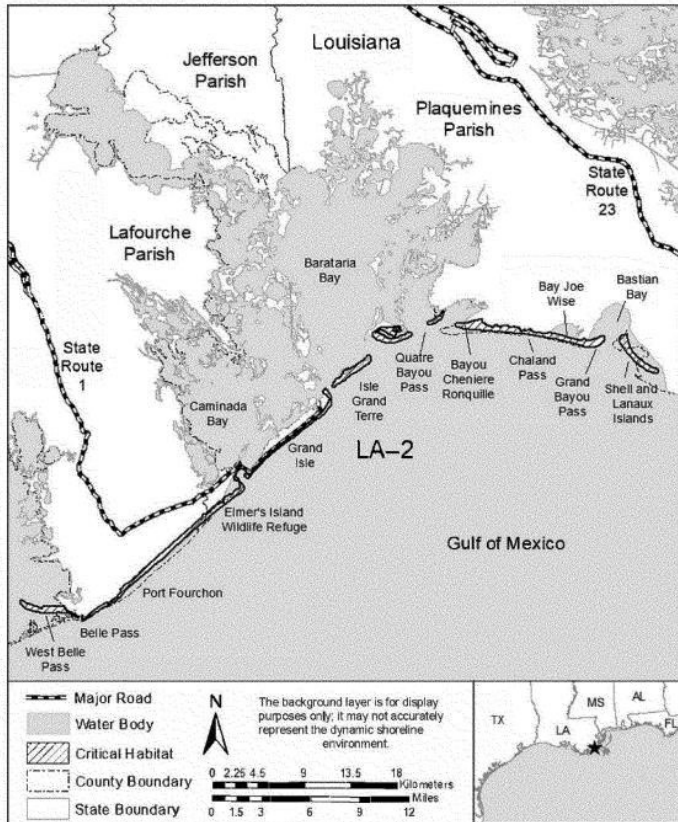 Louisiana
Jefferson
Parish
Plaquemines
Parish
State
Route
23
Lafourche
Parish
Barataria
Bay
Bay Joe
Wise
Bastian
Bay
State
Route
1
Quatre
Bayou
Pass
Bayou
Cheniere
Ronquille
Chaland
Pass
Grand
Bayou
Pass
Shell and
Lanaux
Islands
Isle
Grand
Terre
Caminada
Bay
Grand
Isle
LA–2
Elmer's Island
Wildlife Refuge
Gulf of Mexico
Port Fourchon
Belle Pass
West Belle
Pass
Major Road
Water Body
Critical Habitat
County Boundary
State Boundary
N
The background layer is for display
purposes only; it may not accurately
represent the dynamic shoreline
environment.
0 2.25 4.5 9 13.5 18
Kilometers
Miles
0 1.5 3 6 9 12
TX
LA
MS
AL
FL